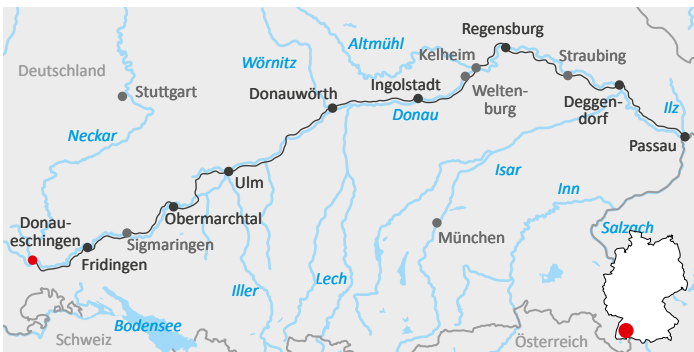 Regensburg
Altmühl
Kelheim
Straubing
Wörnitz
Deutschland
Ingolstadt
Stuttgart
Donauwörth
Welten-
burg
Deggen-
dorf
Ilz
Donau
Neckar
Passau
Isar
Ulm
Inn
Obermarchtal
Donau-
eschingen
Salzach
Sigmaringen
München
Fridingen
Lech
Iller
Bodensee
Schweiz
Österreich